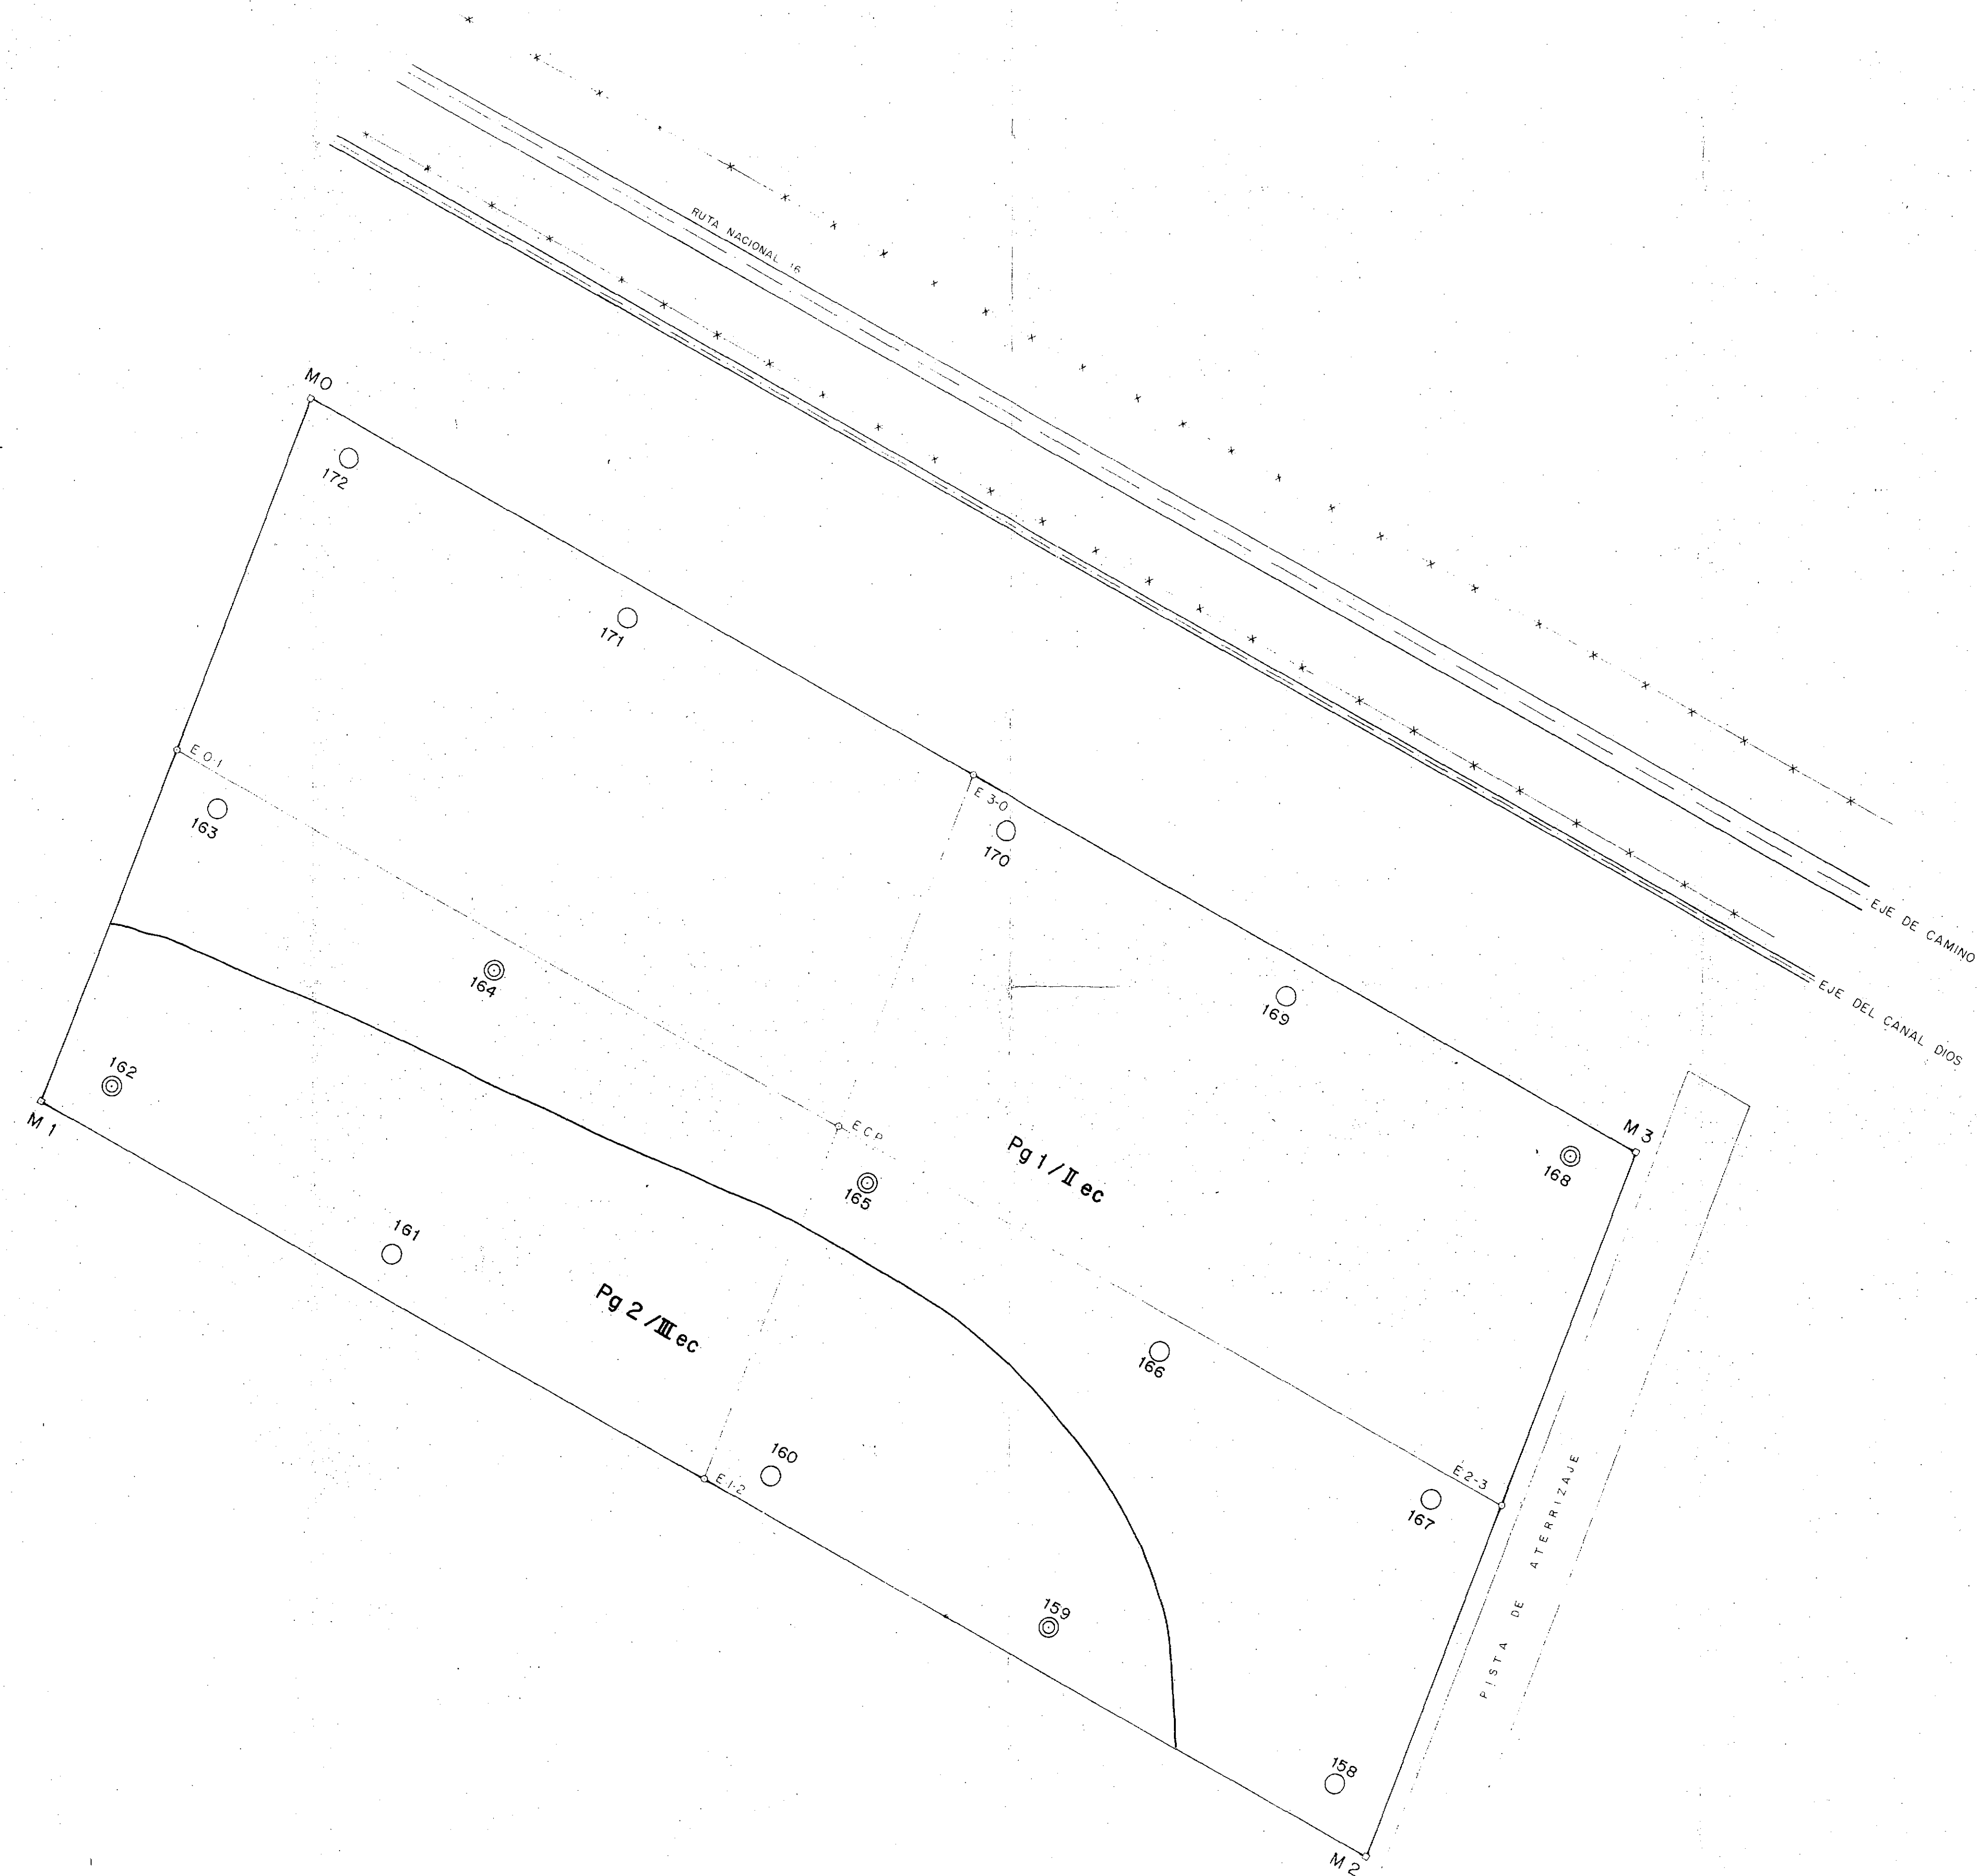 RUTA NACIONAL 16
M0
172
171
E 0-1
163
E 3-0
170
EJE DE CAMINO
164
169
EJE DEL CANAL DIOS
162
M 1
E C P
Pg 1/II ec
M 3
168
165
161
Pg 2/III ec
166
160
E-1-2
E-2-3
167
PISTA DE ATERRIZAJE
159
158
M 2